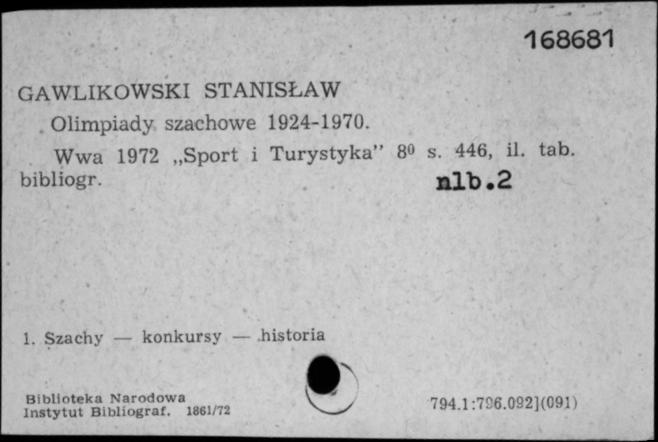 168681
GAWLIKOWSKI STANISŁAW
Olimpiady szachowe 1924-1970.
Wwa 1972 „Sport i Turystyka” 8⁰ s. 446, il. tab.
bibliogr. nlb.2
1. Szachy — konkursy — historia
Biblioteka Narodowa
Instytut Bibliograf. 1861/72
794.1:796.092](091)